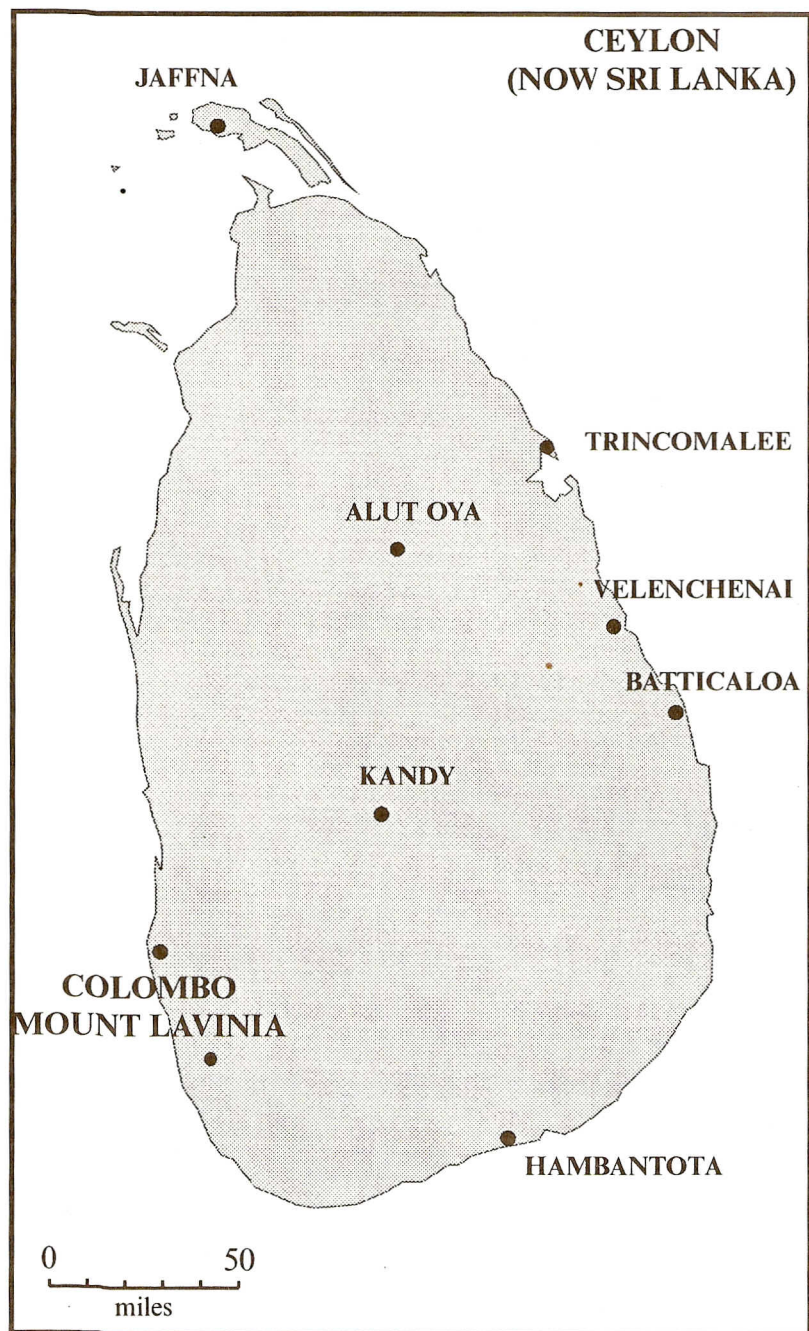 CEYLON
(NOW SRI LANKA)
JAFFNA
TRINCOMALEE
ALUT OYA
VELENCHENAI
BATTICALOA
KANDY
COLOMBO
MOUNT LAVINIA
HAMBANTOTA
0 50
miles